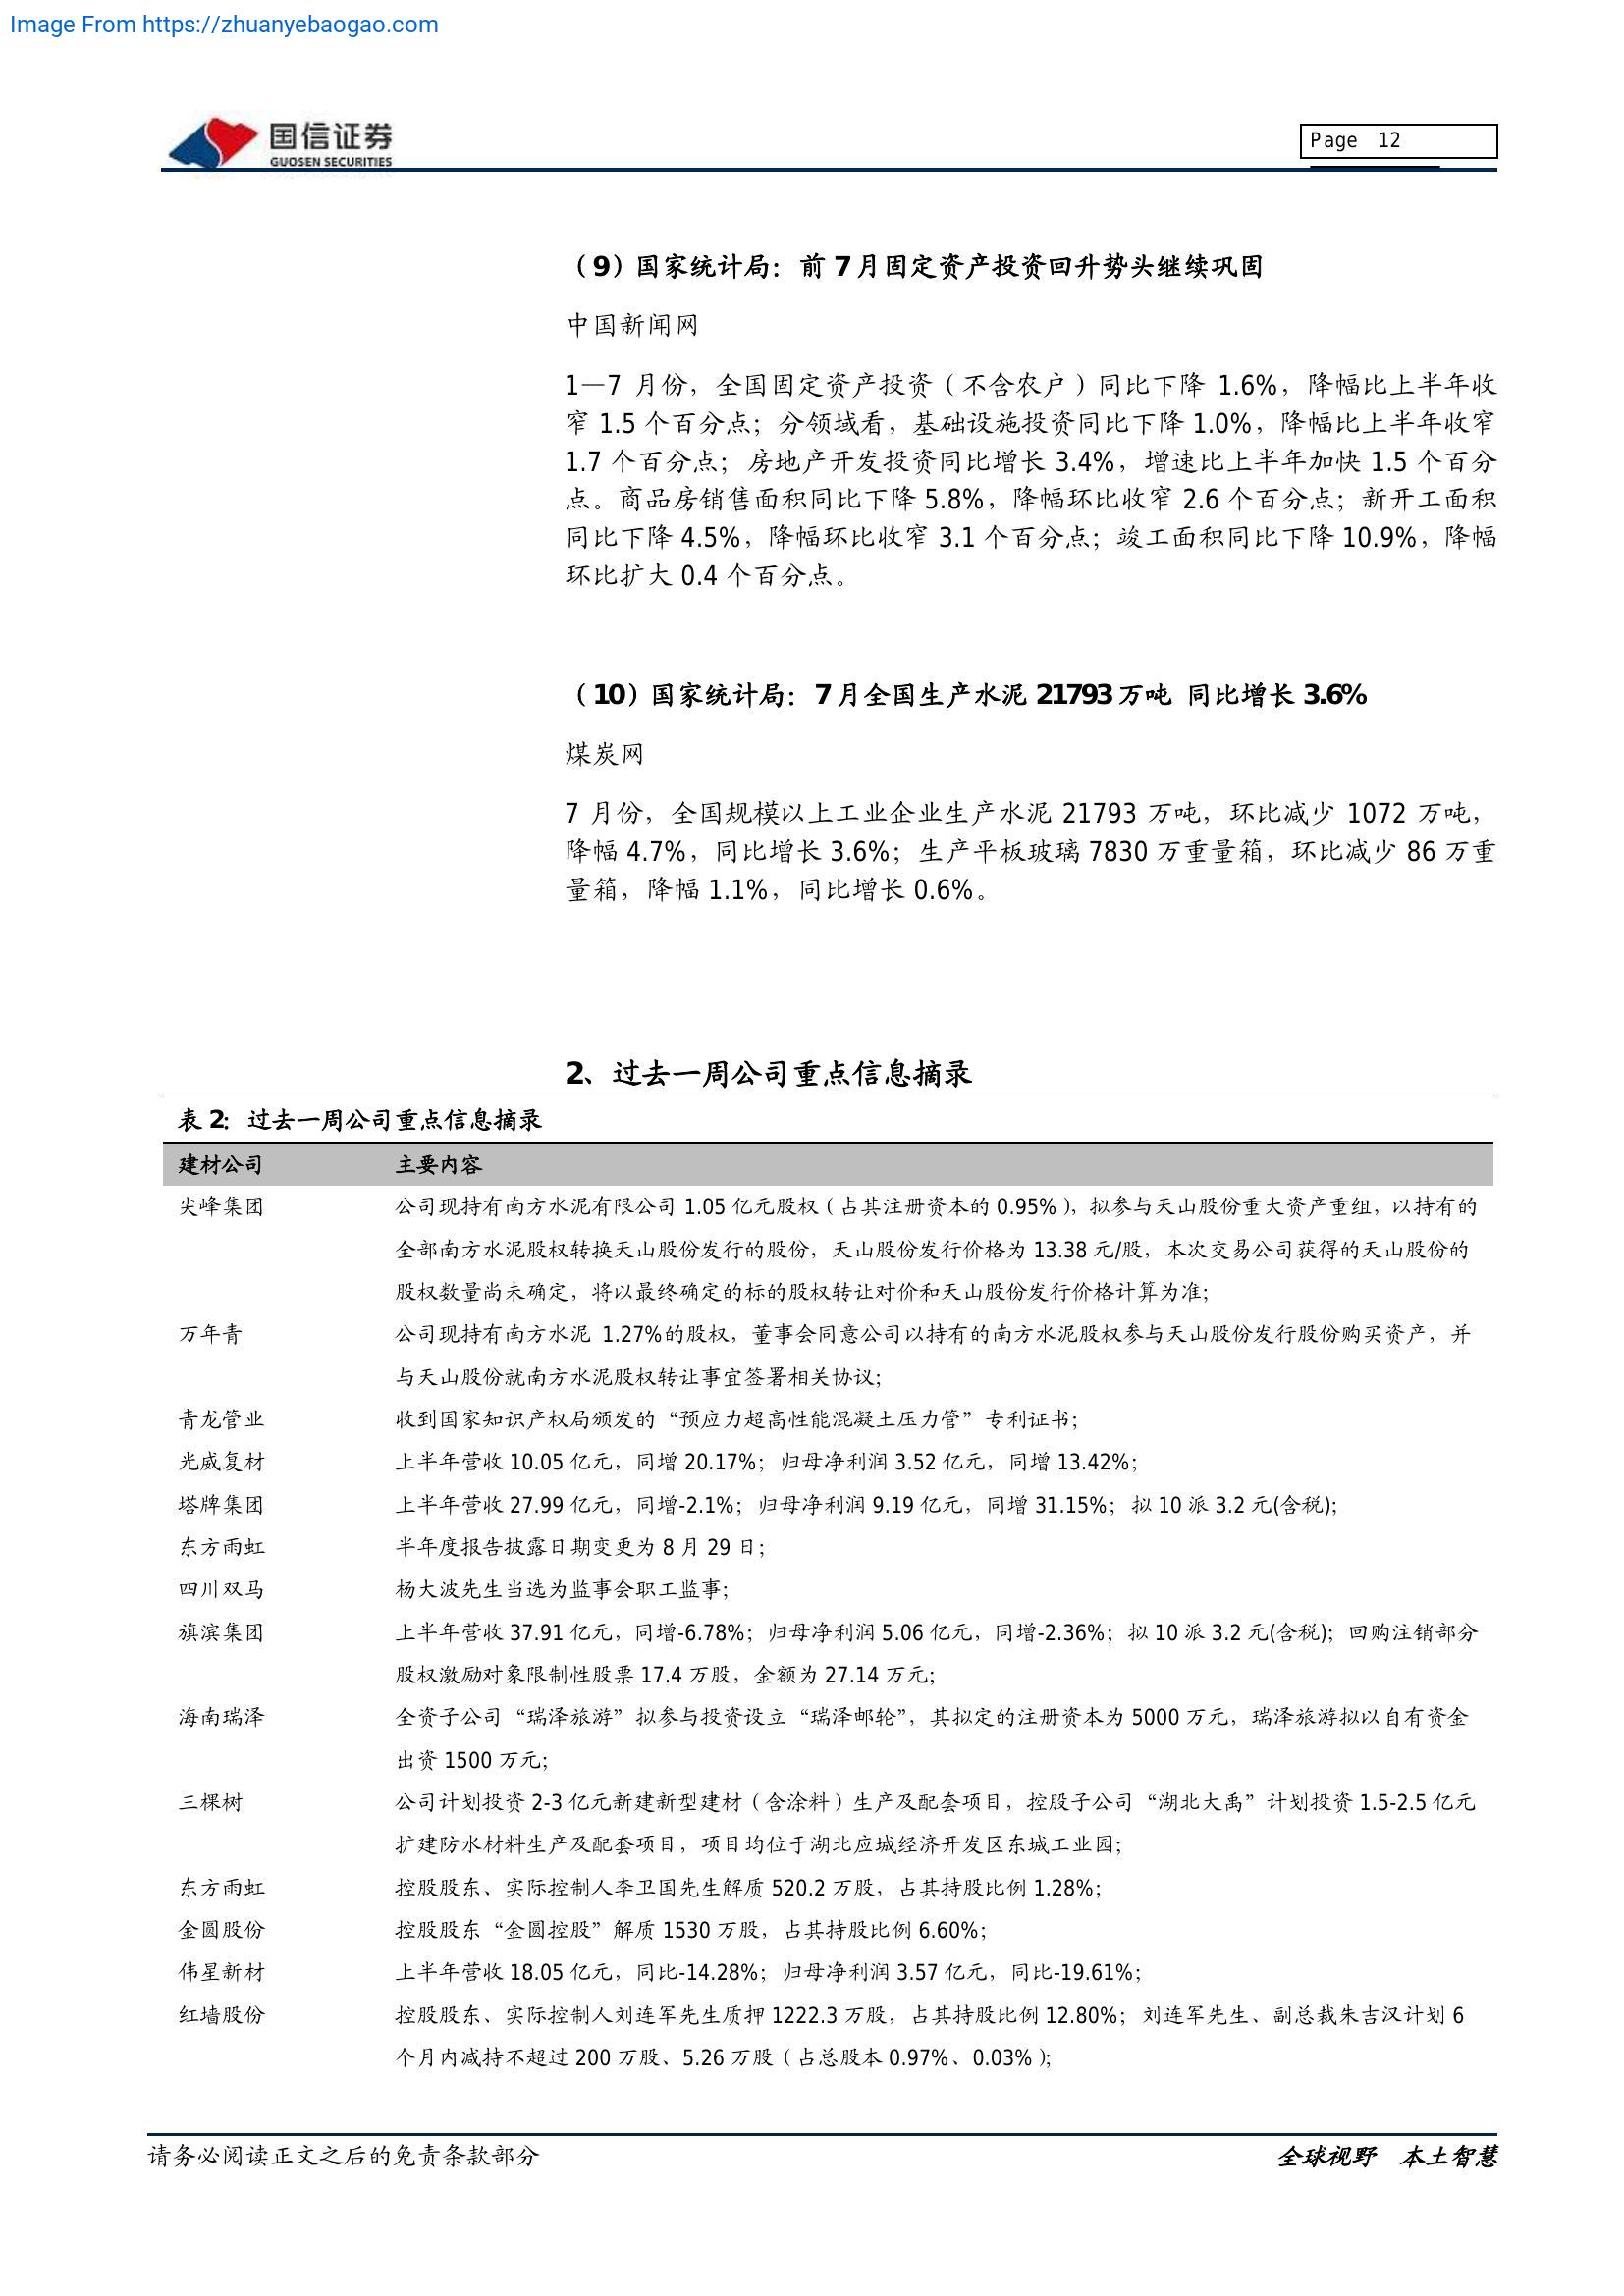 Image From https://zhuanyebaogao.com
国信证券
GUOSEN SECURITIES
Page 12
（9）国家统计局：前 7 月固定资产投资回升势头继续巩固
中国新闻网
1—7 月份，全国固定资产投资（不含农户）同比下降 1.6%，降幅比上半年收
窄 1.5 个百分点；分领域看，基础设施投资同比下降 1.0%，降幅比上半年收窄
1.7 个百分点；房地产开发投资同比增长 3.4%，增速比上半年加快 1.5 个百分
点。商品房销售面积同比下降 5.8%，降幅环比收窄 2.6 个百分点；新开工面积
同比下降 4.5%，降幅环比收窄 3.1 个百分点；竣工面积同比下降 10.9%，降幅
环比扩大 0.4 个百分点。
（10）国家统计局：7 月全国生产水泥 21793 万吨 同比增长 3.6%
煤炭网
7 月份，全国规模以上工业企业生产水泥 21793 万吨，环比减少 1072 万吨，
降幅 4.7%，同比增长 3.6%；生产平板玻璃 7830 万重量箱，环比减少 86 万重
量箱，降幅 1.1%，同比增长 0.6%。
2、过去一周公司重点信息摘录
表 2：过去一周公司重点信息摘录
建材公司 主要内容
尖峰集团 公司现持有南方水泥有限公司 1.05 亿元股权（占其注册资本的 0.95%），拟参与天山股份重大资产重组，以持有的
全部南方水泥股权转换天山股份发行的股份，天山股份发行价格为 13.38 元/股，本次交易公司获得的天山股份的
股权数量尚未确定，将以最终确定的标的股权转让对价和天山股份发行价格计算为准；
万年青 公司现持有南方水泥 1.27%的股权，董事会同意公司以持有的南方水泥股权参与天山股份发行股份购买资产，并
与天山股份就南方水泥股权转让事宜签署相关协议；
青龙管业 收到国家知识产权局颁发的“预应力超高性能混凝土压力管”专利证书；
光威复材 上半年营收 10.05 亿元，同增 20.17%；归母净利润 3.52 亿元，同增 13.42%；
塔牌集团 上半年营收 27.99 亿元，同增-2.1%；归母净利润 9.19 亿元，同增 31.15%；拟 10 派 3.2 元(含税)；
东方雨虹 半年度报告披露日期变更为 8 月 29 日；
四川双马 杨大波先生当选为监事会职工监事；
旗滨集团 上半年营收 37.91 亿元，同增-6.78%；归母净利润 5.06 亿元，同增-2.36%；拟 10 派 3.2 元(含税)；回购注销部分
股权激励对象限制性股票 17.4 万股，金额为 27.14 万元；
海南瑞泽 全资子公司“瑞泽旅游”拟参与投资设立“瑞泽邮轮”，其拟定的注册资本为 5000 万元，瑞泽旅游拟以自有资金
出资 1500 万元；
三棵树 公司计划投资 2-3 亿元新建新型建材（含涂料）生产及配套项目，控股子公司“湖北大禹”计划投资 1.5-2.5 亿元
扩建防水材料生产及配套项目，项目均位于湖北应城经济开发区东城工业园；
东方雨虹 控股股东、实际控制人李卫国先生解质 520.2 万股，占其持股比例 1.28%；
金圆股份 控股股东“金圆控股”解质 1530 万股，占其持股比例 6.60%；
伟星新材 上半年营收 18.05 亿元，同比-14.28%；归母净利润 3.57 亿元，同比-19.61%；
红墙股份 控股股东、实际控制人刘连军先生质押 1222.3 万股，占其持股比例 12.80%；刘连军先生、副总裁朱吉汉计划 6
个月内减持不超过 200 万股、5.26 万股（占总股本 0.97%、0.03%）；
请务必阅读正文之后的免责条款部分
全球视野 本土智慧